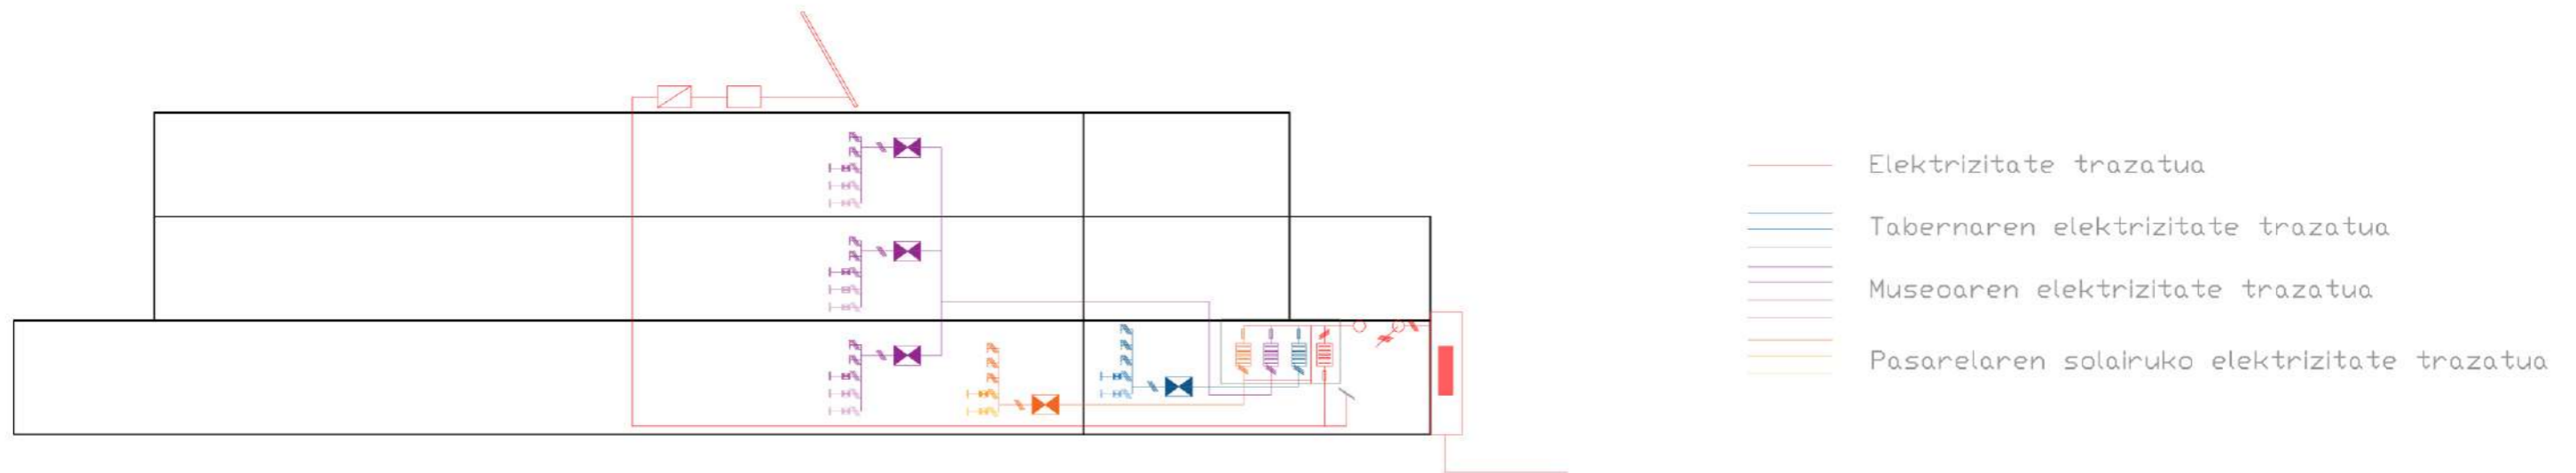 Elektrizitate trazatua
Tabernaren elektrizitate trazatua
Museoaren elektrizitate trazatua
Pasarelaren solairuko elektrizitate trazatua